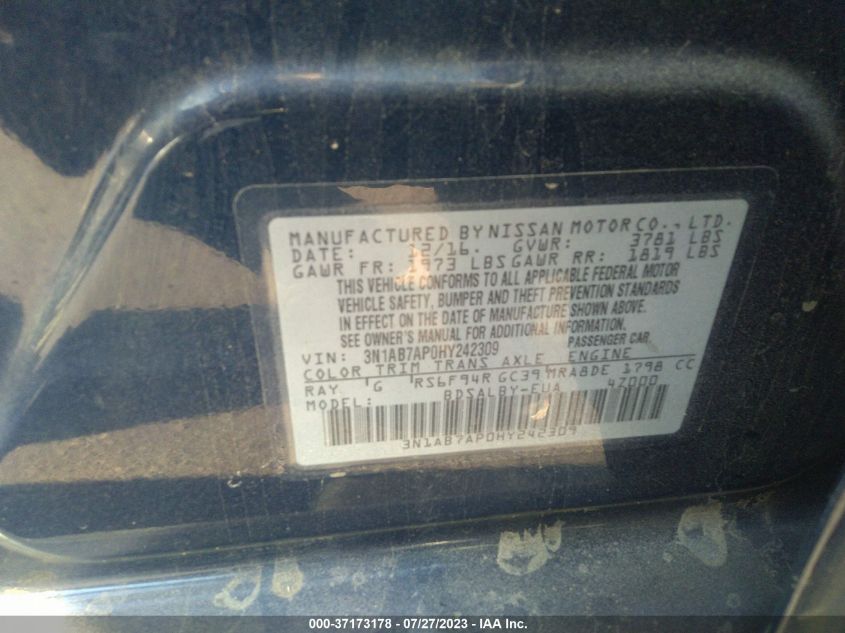 MANUFACTURED BY NISSAN MOTOR CO., LTD.
DATE: 12/16. GVWR: 3781 LBS
GAWR FR: 1973 LBS GAWR RR: 1819 LBS
THIS VEHICLE CONFORMS TO ALL APPLICABLE FEDERAL MOTOR
VEHICLE SAFETY, BUMPER AND THEFT PREVENTION STANDARDS
IN EFFECT ON THE DATE OF MANUFACTURE SHOWN ABOVE.
SEE OWNER'S MANUAL FOR ADDITIONAL INFORMATION.
VIN: 3N1AB7AP0HY242309 PASSENGER CAR
COLOR TRIM TRANS AXLE ENGINE
RAY G RS6F94R GC39 MRA8DE 1798 CC
MODEL: BDSALBY-EUA 47000
3N1AB7AP0HY242309
000-37173178 - 07/27/2023 - www.iaai.com